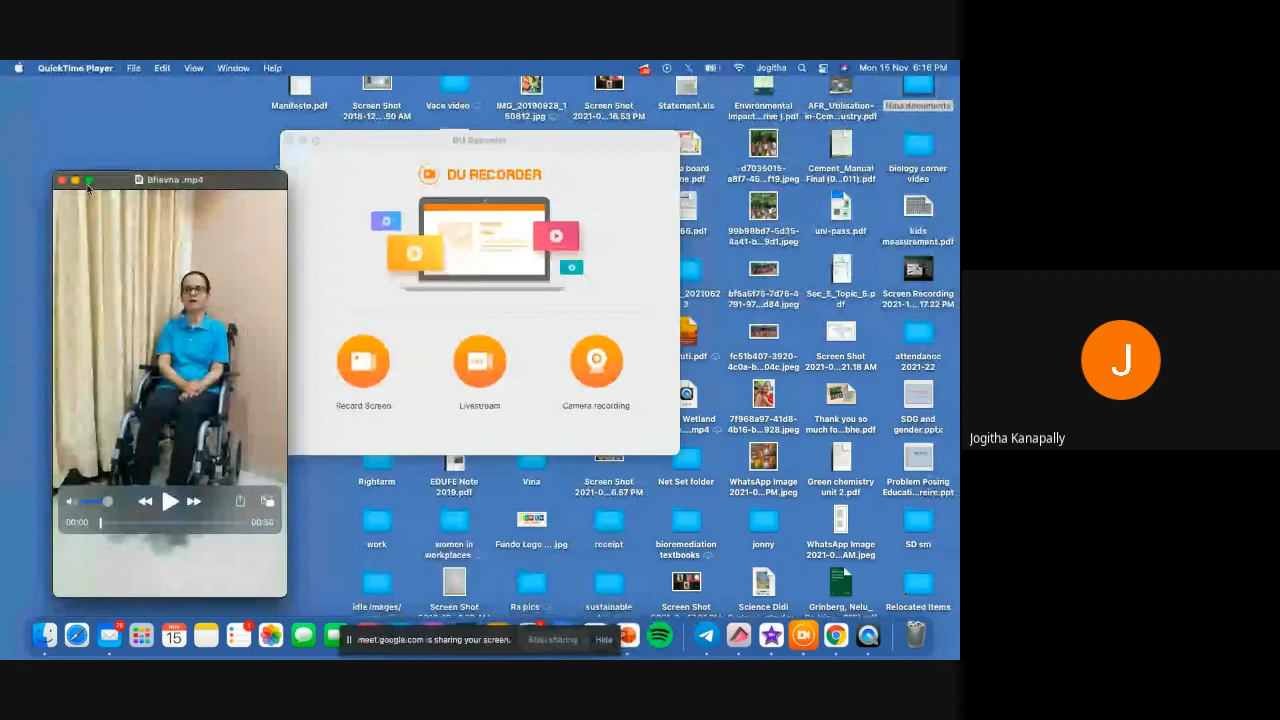 QuickTime Player File Edit View Window Help Jogitha Mon 15 Nov 6:16 PM
Manifesto.pdf
Screen Shot
2018-12... .50 AM
Vace video
IMG_20190928_1
50812.jpg
Screen Shot
2021-0...16.53 PM
Statement.xls
Environmental
Impact...rive ).pdf
AFR_Utilisation-
in-Cem...ustry.pdf
Nina documents
DU Recorder
DU RECORDER
Record Screen
Livestream
Camera recording
Bhavna .mp4
00:00
00:50
board
d7035015-
a8f7-46...f19.jpeg
Cement_Manual
Final (0...011).pdf
biology corner
video
99b98bd7-5d35-
4a41-b...9d1.jpeg
uni-pass.pdf
kids
measurement.pdf
_2021062
3
bf5a5f75-7d76-4
791-97...d84.jpeg
Sec_E_Topic_5.p
df
Screen Recording
2021-1...17.32 PM
fc51b407-3920-
4c0a-b...04c.jpeg
Screen Shot
2021-0...21.18 AM
attendance
2021-22
Wetland
7f968a97-41d8-
4b16-b...928.jpeg
Thank you so
much fo...bhe.pdf
SDG and
gender.pptx
Rightarm
EDUFE Note
2019.pdf
Vina
Screen Shot
2021-0...6.57 PM
Net Set folder
WhatsApp Image
2021-0...PM.jpeg
Green chemistry
unit 2.pdf
Problem Posing
Educati...reire.ppt
work
women in
workplaces
Fundo Logo ... .jpg
receipt
bioremediation
textbooks
jonny
WhatsApp Image
2021-0...AM.jpeg
SD sm
idle images/
Screen Shot
Ra pics
sustainable
Screen Shot
Science Didi
Grinberg, Nelu_
Relocated Items
meet.google.com is sharing your screen. Stop sharing Hide
NOV
15
J
Jogitha Kanapally